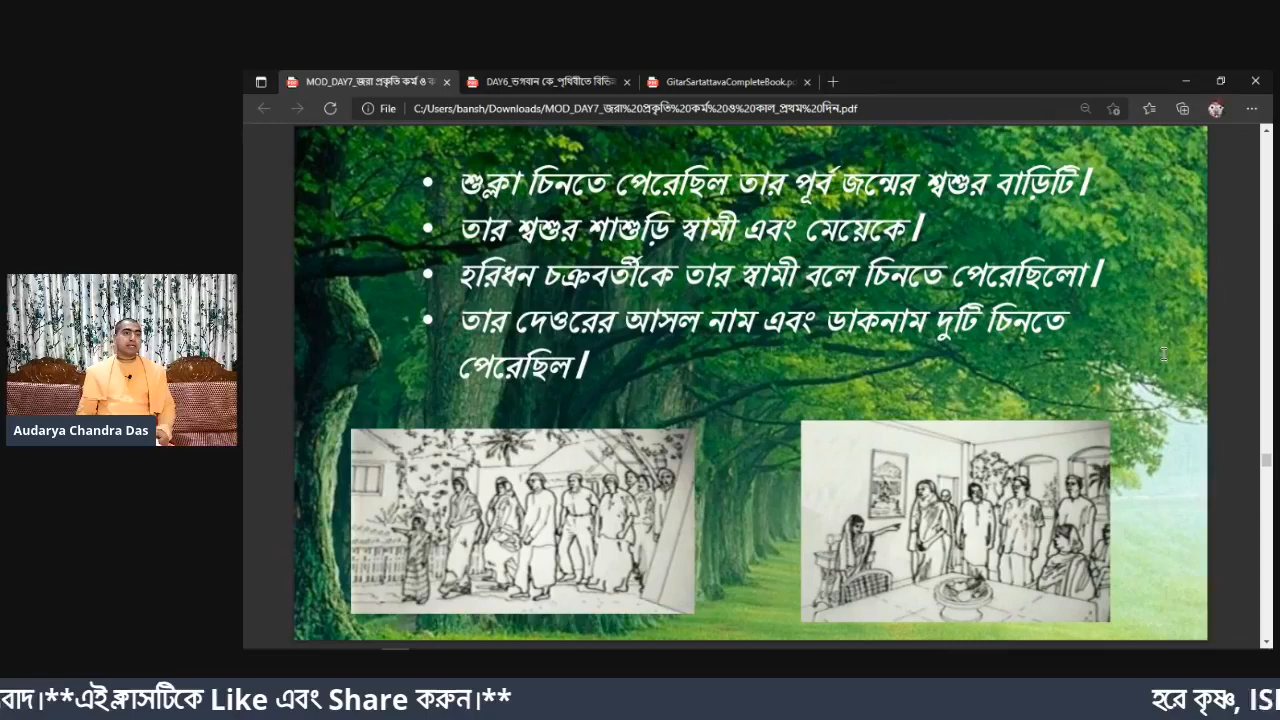 MOD_DAY7_জরা প্রকৃতি কর্ম ও
DAY6_ভগবান কে_পৃথিবীতে বিভি
GitarSartattavaCompleteBook.p
File C:/Users/bansh/Downloads/MOD_DAY7_জরা%20প্রকৃতি%20কর্ম%20ও%20কাল_প্রথম%20দিন.pdf
• শুক্লা চিনতে পেরেছিল তার পূর্ব জন্মের শ্বশুর বাড়িটি।
• তার শ্বশুর শাশুড়ি স্বামী এবং মেয়েকে।
• হরিধন চক্রবর্তীকে তার স্বামী বলে চিনতে পেরেছিলো।
• তার দেওরের আসল নাম এবং ডাকনাম দুটি চিনতে
পেরেছিল।
Audarya Chandra Das
বাদ।**এই ক্লাসটিকে Like এবং Share করুন।** হরে কৃষ্ণ, IS